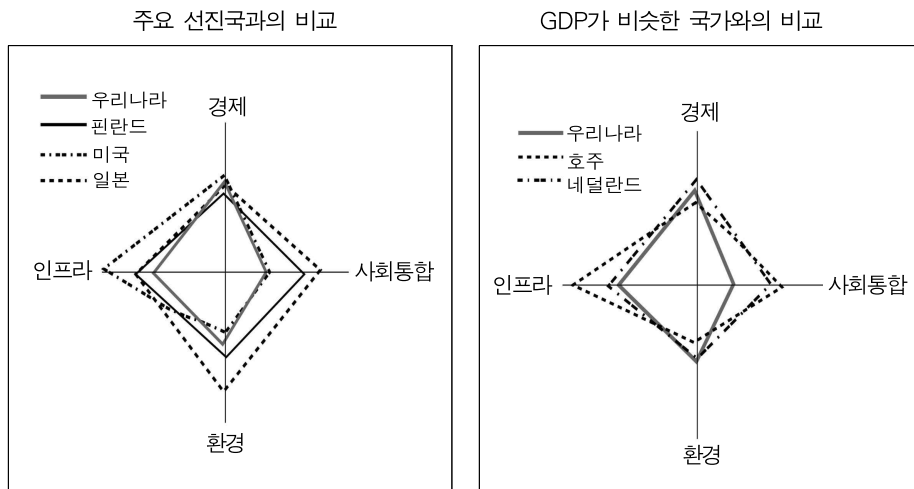 주요 선진국과의 비교
우리나라
핀란드
미국
일본
경제
인프라
사회통합
환경
GDP가 비슷한 국가와의 비교
우리나라
호주
네덜란드
경제
인프라
사회통합
환경